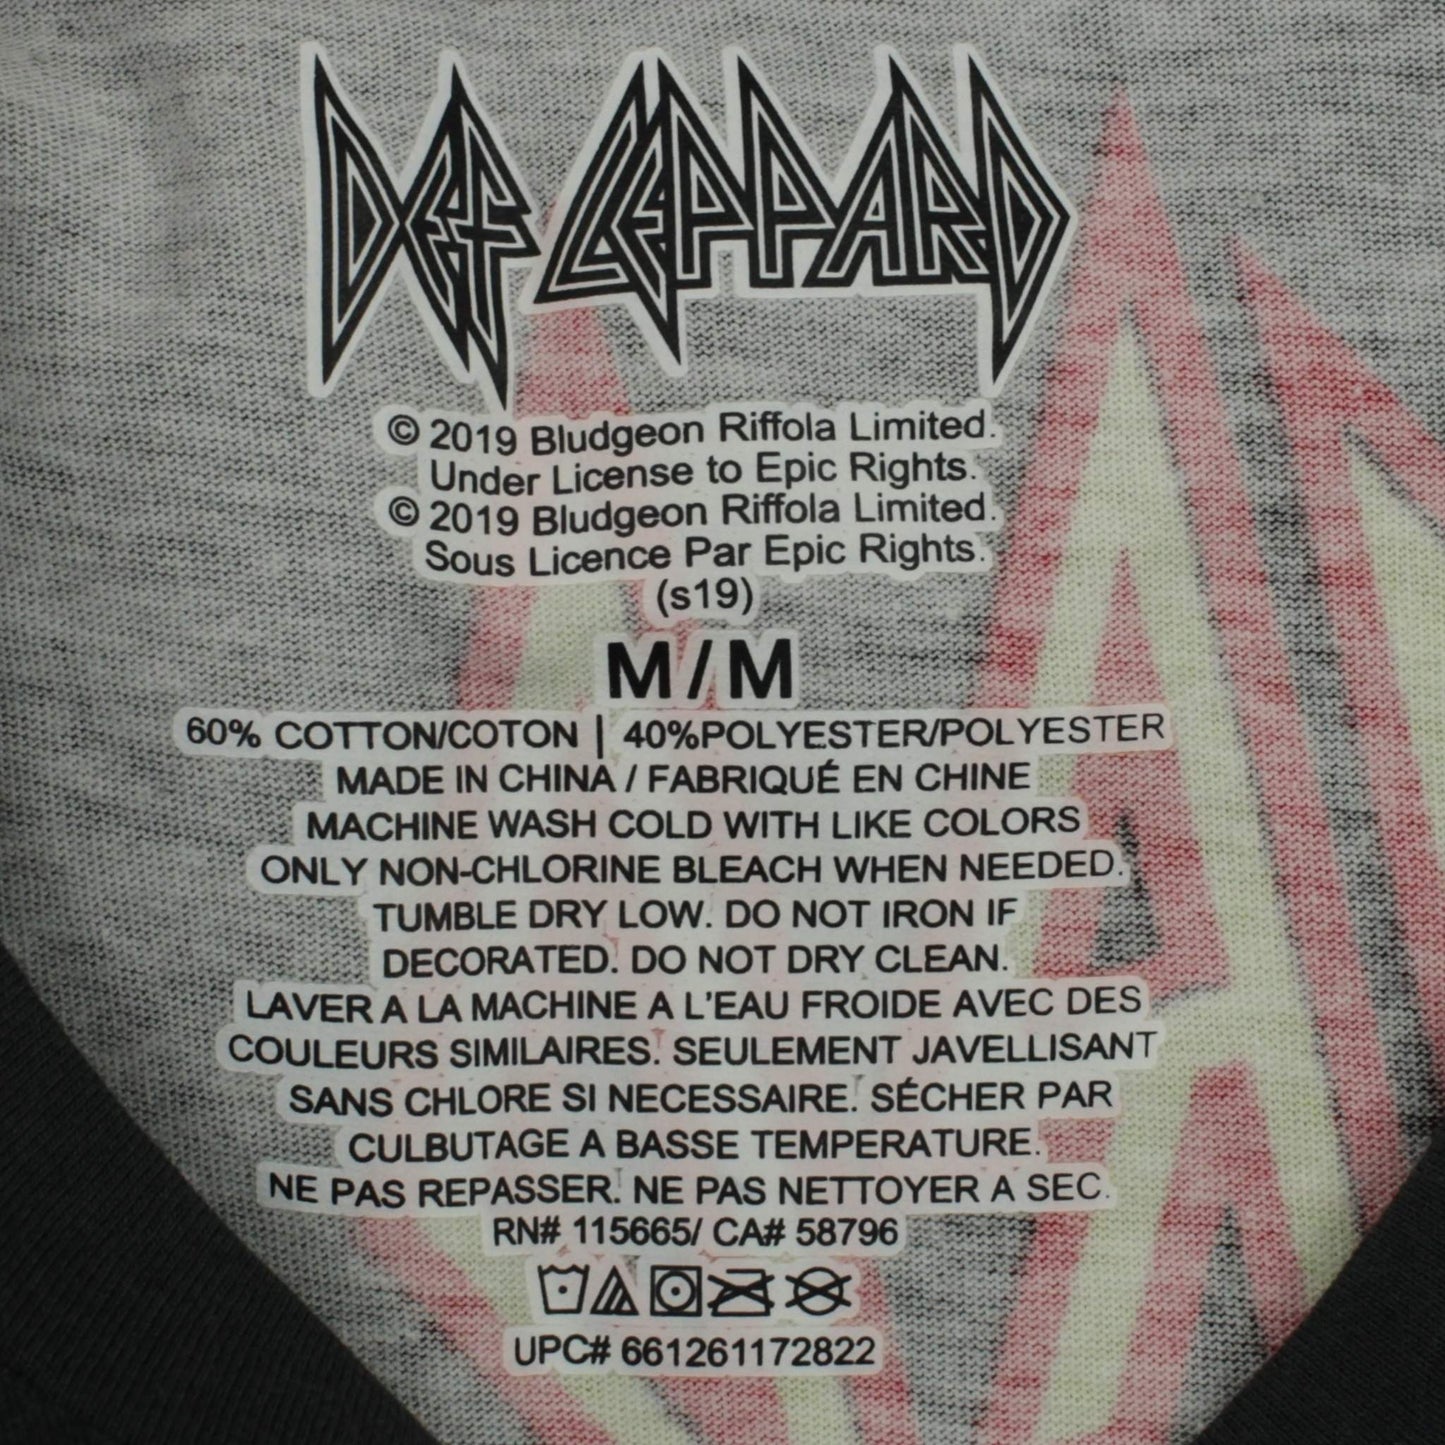 DEF LEPPARD
© 2019 Bludgeon Riffola Limited.
Under License to Epic Rights.
© 2019 Bludgeon Riffola Limited.
Sous Licence Par Epic Rights.
(s19)
M/M
60% COTTON/COTON | 40%POLYESTER/POLYESTER
MADE IN CHINA / FABRIQUÉ EN CHINE
MACHINE WASH COLD WITH LIKE COLORS
ONLY NON-CHLORINE BLEACH WHEN NEEDED.
TUMBLE DRY LOW. DO NOT IRON IF
DECORATED. DO NOT DRY CLEAN.
LAVER A LA MACHINE A L'EAU FROIDE AVEC DES
COULEURS SIMILAIRES. SEULEMENT JAVELLISANT
SANS CHLORE SI NECESSAIRE. SÉCHER PAR
CULBUTAGE A BASSE TEMPERATURE.
NE PAS REPASSER. NE PAS NETTOYER A SEC.
RN# 115665/ CA# 58796
UPC# 661261172822